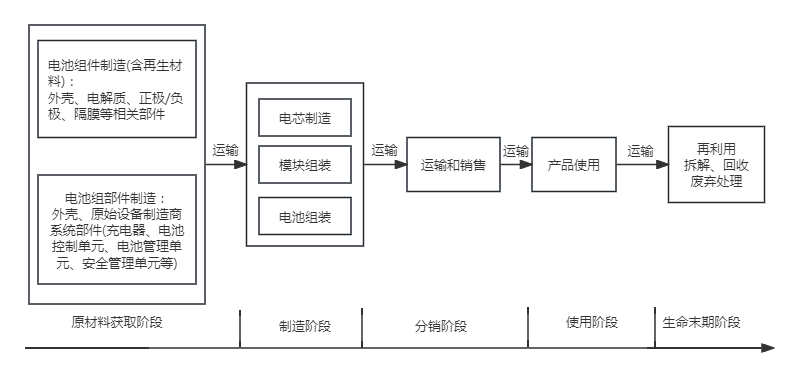 电池组件制造(含再生材
料)：
外壳、电解质、正极/负
极、隔膜等相关部件
电池组部件制造：
外壳、原始设备制造商
系统部件(充电器、电池
控制单元、电池管理单
元、安全管理单元等)
运输
电芯制造
模块组装
电池组装
运输
运输和销售
运输
产品使用
运输
再利用
拆解、回收
废弃处理
原材料获取阶段
制造阶段
分销阶段
使用阶段
生命末期阶段